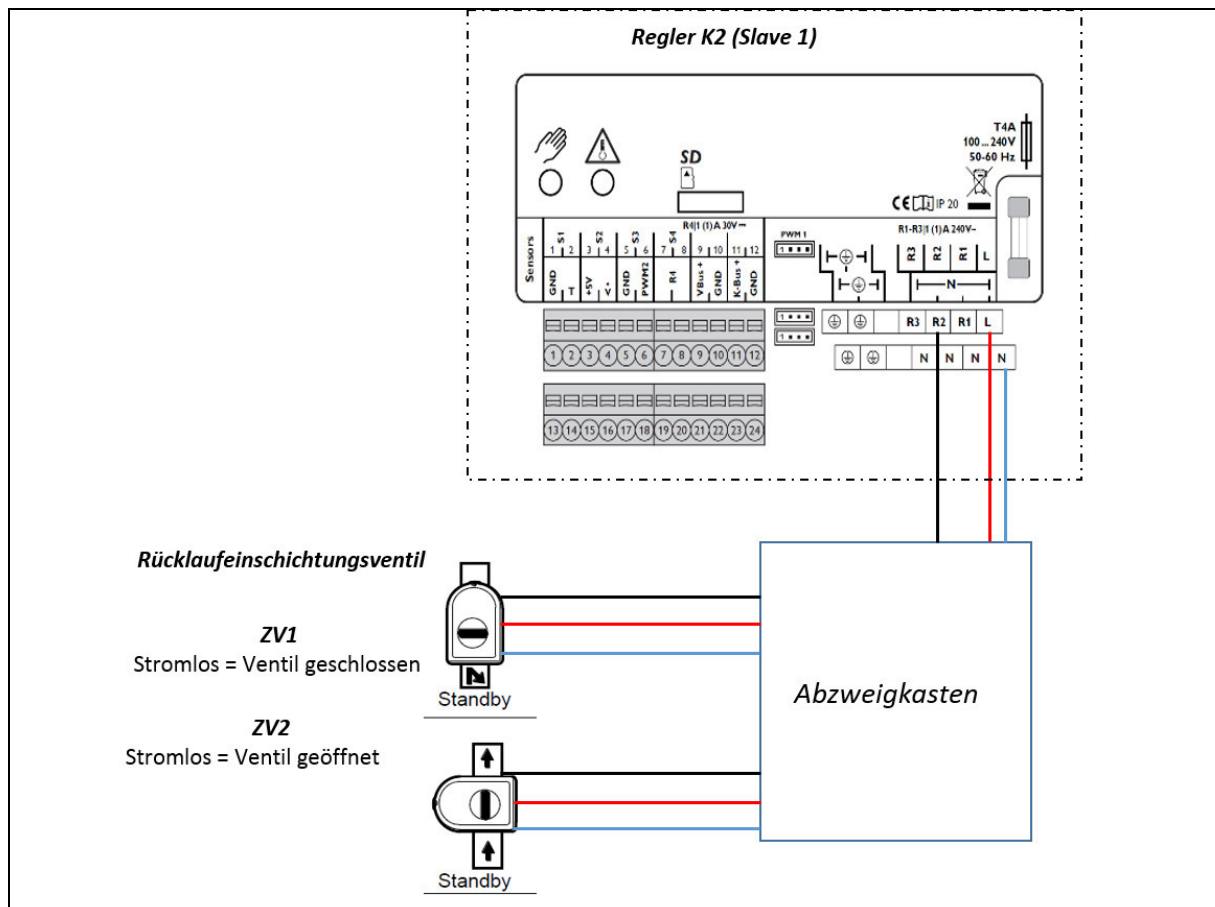 Regler K2 (Slave 1)
T4A
100...240V
50-60 Hz
SD
CE IP 20
R4|1 (1) A 30V
PWM 1
R1-R3|1 (1) A 240V~
Sensors
S1 S2 S3 S4
1 2 3 4 5 6 7 8 9 10 11 12
GND T +5V V+ GND PWM2 R4 VBus + GND K-Bus + GND
1
R3 R2 R1 L
N
1
1
R3 R2 R1 L
N N N N
1 2 3 4 5 6 7 8 9 10 11 12
13 14 15 16 17 18 19 20 21 22 23 24
Rücklaufeinschichtungsventil
ZV1
Stromlos = Ventil geschlossen
Standby
ZV2
Stromlos = Ventil geöffnet
Standby
Abzweigkasten